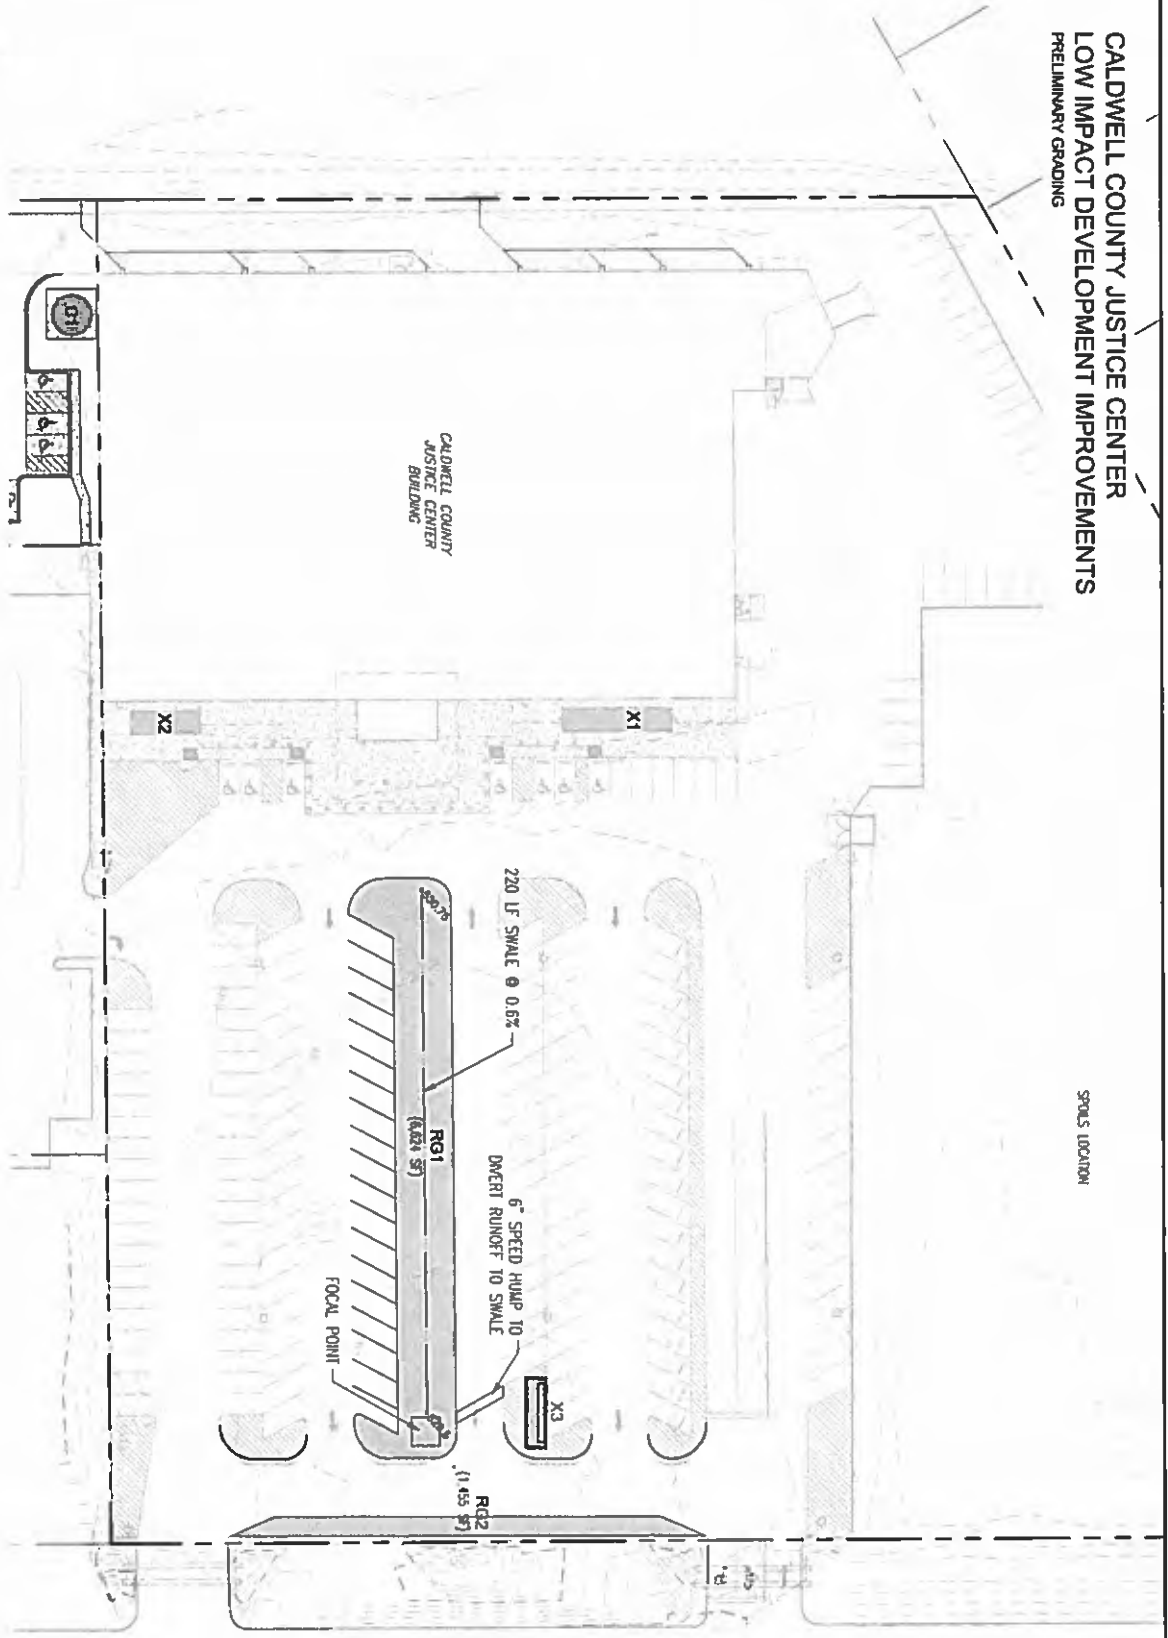 CALDWELL COUNTY JUSTICE CENTER
LOW IMPACT DEVELOPMENT IMPROVEMENTS
PRELIMINARY GRADING
CALDWELL COUNTY
JUSTICE CENTER
BUILDING
SPOILS LOCATION
X1
X2
220 LF SWALE @ 0.6%
RG1
(6,624 SF)
6" SPEED HUMP TO
DIVERT RUNOFF TO SWALE
FOCAL POINT
X3
RG2
(1,455 SF)